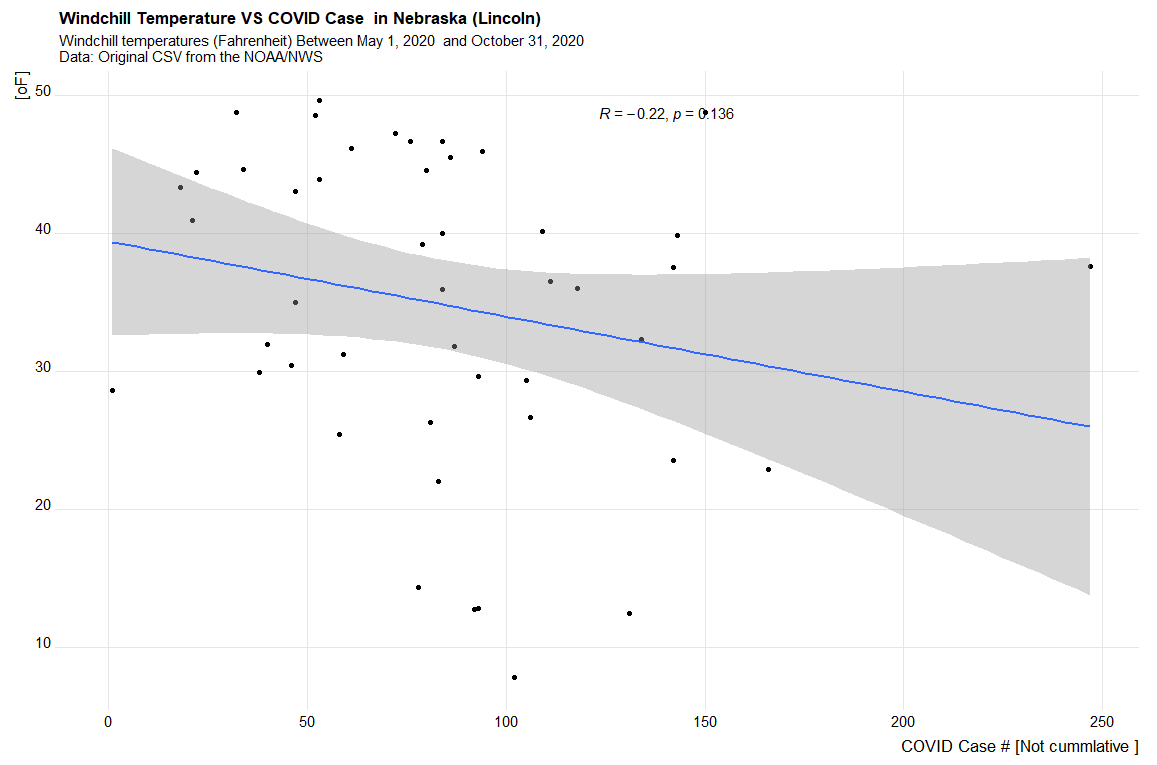 Windchill Temperature VS COVID Case  in Nebraska (Lincoln)
Windchill temperatures (Fahrenheit) Between May 1, 2020  and October 31, 2020
Data: Original CSV from the NOAA/NWS
[oF]
50
40
30
20
10
R = −0.22, p = 0.136
0 50 100 150 200 250
COVID Case # [Not cummlative ]